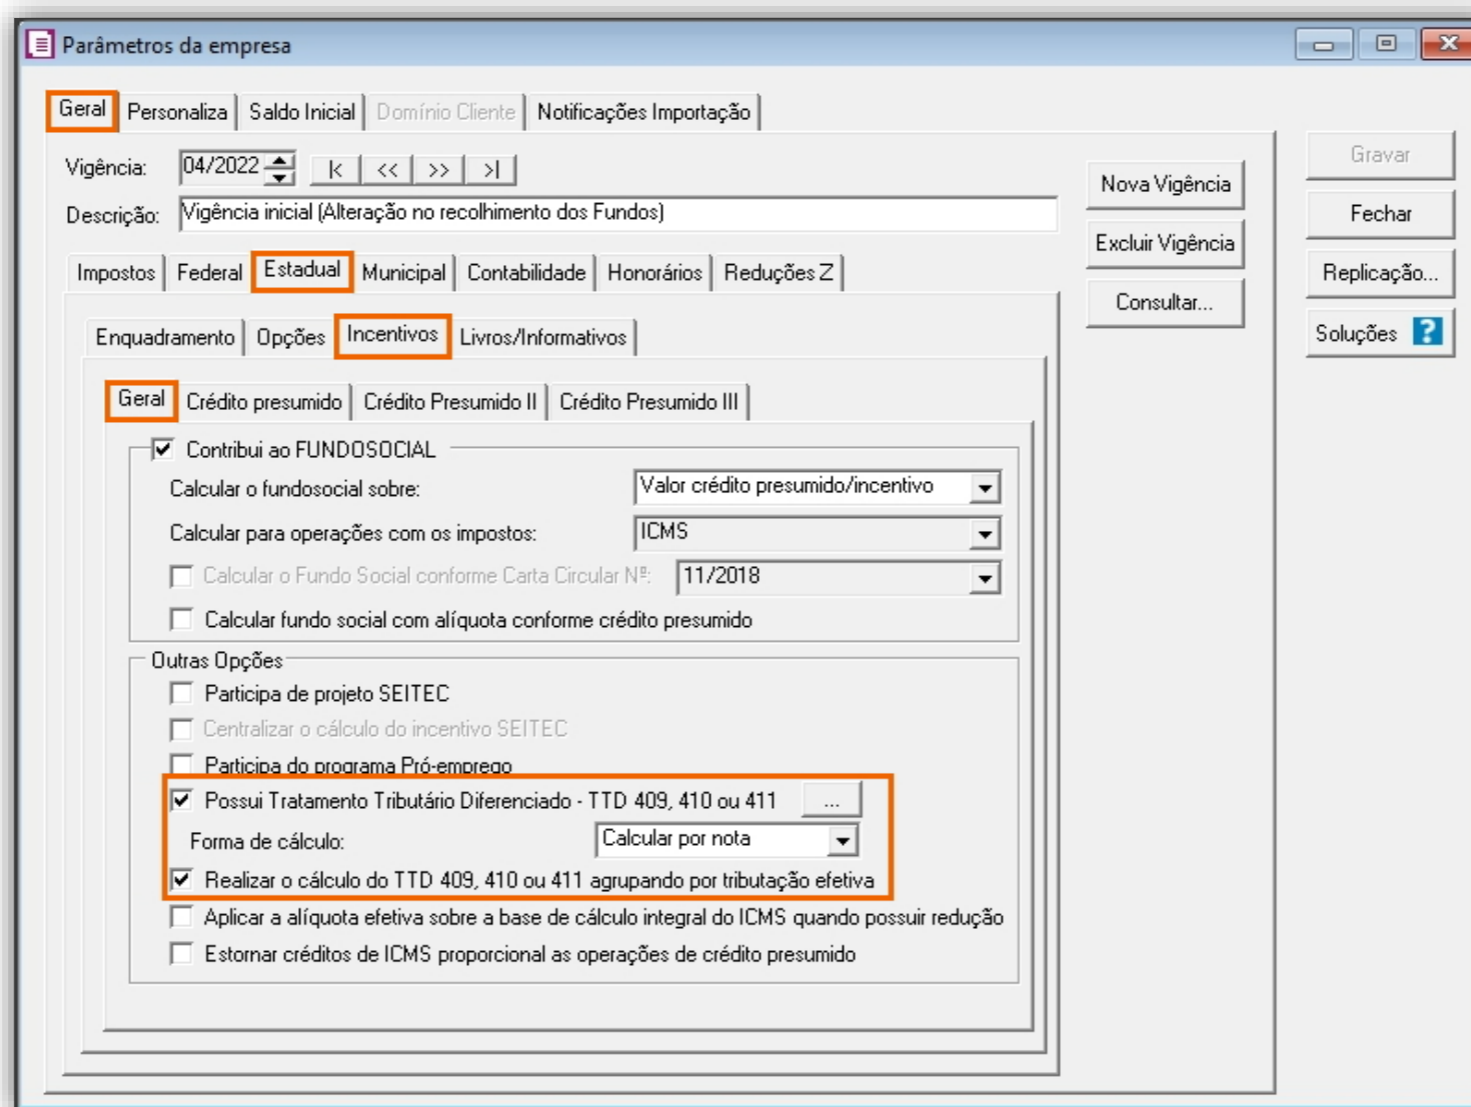 Parâmetros da empresa
Geral Personaliza Saldo Inicial Domínio Cliente Notificações Importação
Vigência: 04/2022 |< << >> >|
Descrição: Vigência inicial (Alteração no recolhimento dos Fundos)
Nova Vigência
Excluir Vigência
Consultar...
Gravar
Fechar
Replicação...
Soluções ?
Impostos Federal Estadual Municipal Contabilidade Honorários Reduções Z
Enquadramento Opções Incentivos Livros/Informativos
Geral Crédito presumido Crédito Presumido II Crédito Presumido III
Contribui ao FUNDOSOCIAL
Calcular o fundosocial sobre: Valor crédito presumido/incentivo
Calcular para operações com os impostos: ICMS
Calcular o Fundo Social conforme Carta Circular Nº: 11/2018
Calcular fundo social com alíquota conforme crédito presumido
Outras Opções
Participa de projeto SEITEC
Centralizar o cálculo do incentivo SEITEC
Participa do programa Pró-emprego
Possui Tratamento Tributário Diferenciado - TTD 409, 410 ou 411 ...
Forma de cálculo: Calcular por nota
Realizar o cálculo do TTD 409, 410 ou 411 agrupando por tributação efetiva
Aplicar a alíquota efetiva sobre a base de cálculo integral do ICMS quando possuir redução
Estornar créditos de ICMS proporcional as operações de crédito presumido